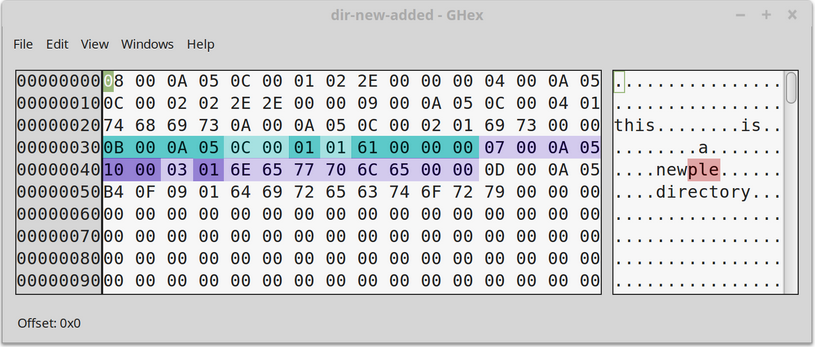 dir-new-added - GHex
File Edit View Windows Help
00000000 08 00 0A 05 0C 00 01 02 2E 00 00 00 04 00 0A 05 ................
00000010 0C 00 02 02 2E 2E 00 00 09 00 0A 05 0C 00 04 01 ................
00000020 74 68 69 73 0A 00 0A 05 0C 00 02 01 69 73 00 00 this........is..
00000030 0B 00 0A 05 0C 00 01 01 61 00 00 00 07 00 0A 05 ........a.......
00000040 10 00 03 01 6E 65 77 70 6C 65 00 00 0D 00 0A 05 ....newple......
00000050 B4 0F 09 01 64 69 72 65 63 74 6F 72 79 00 00 00 ....directory...
00000060 00 00 00 00 00 00 00 00 00 00 00 00 00 00 00 00 ................
00000070 00 00 00 00 00 00 00 00 00 00 00 00 00 00 00 00 ................
00000080 00 00 00 00 00 00 00 00 00 00 00 00 00 00 00 00 ................
00000090 00 00 00 00 00 00 00 00 00 00 00 00 00 00 00 00 ................
Offset: 0x0